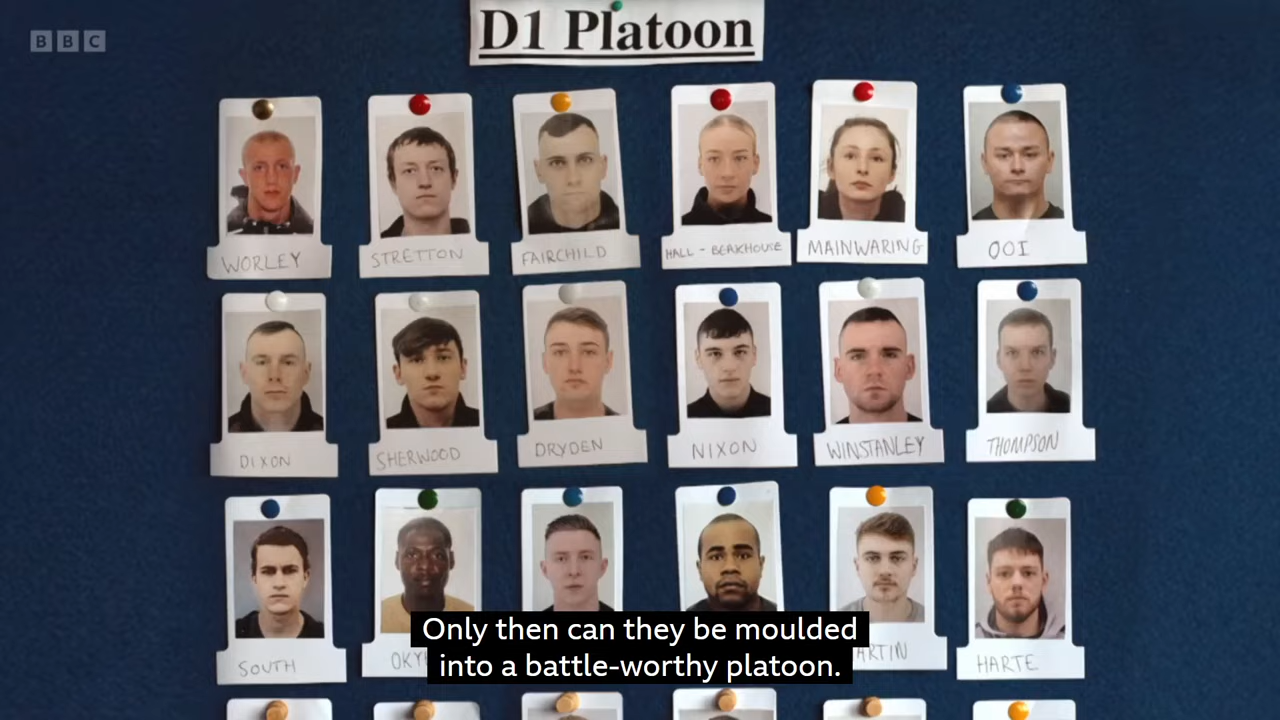 BBC
D1 Platoon
WORLEY
STRETTON
FAIRCHILD
HALL - BEAKHOUSE
MAINWARING
OOI
DIXON
SHERWOOD
DRYDEN
NIXON
WINSTANLEY
THOMPSON
SOUTH
HARTE
Only then can they be moulded
into a battle-worthy platoon.